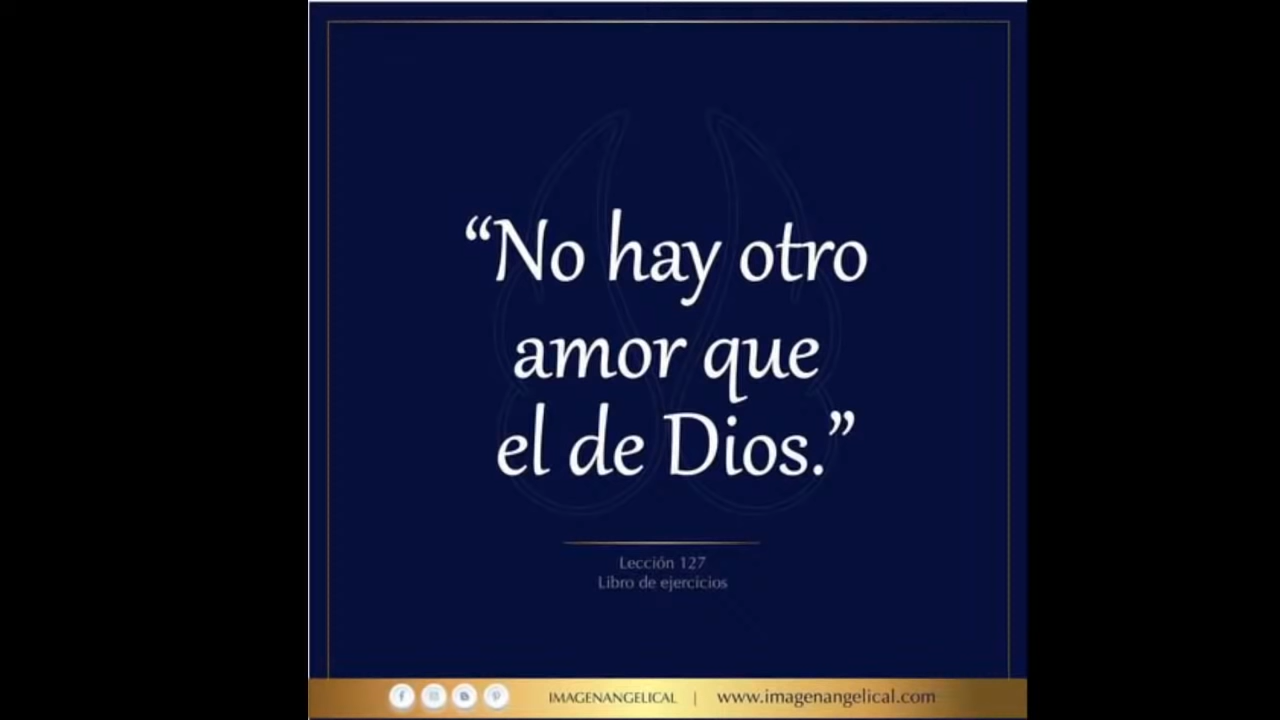 “No hay otro
amor que
el de Dios.”
Lección 127
Libro de ejercicios
IMAGENANGELICAL | www.imagenangelical.com